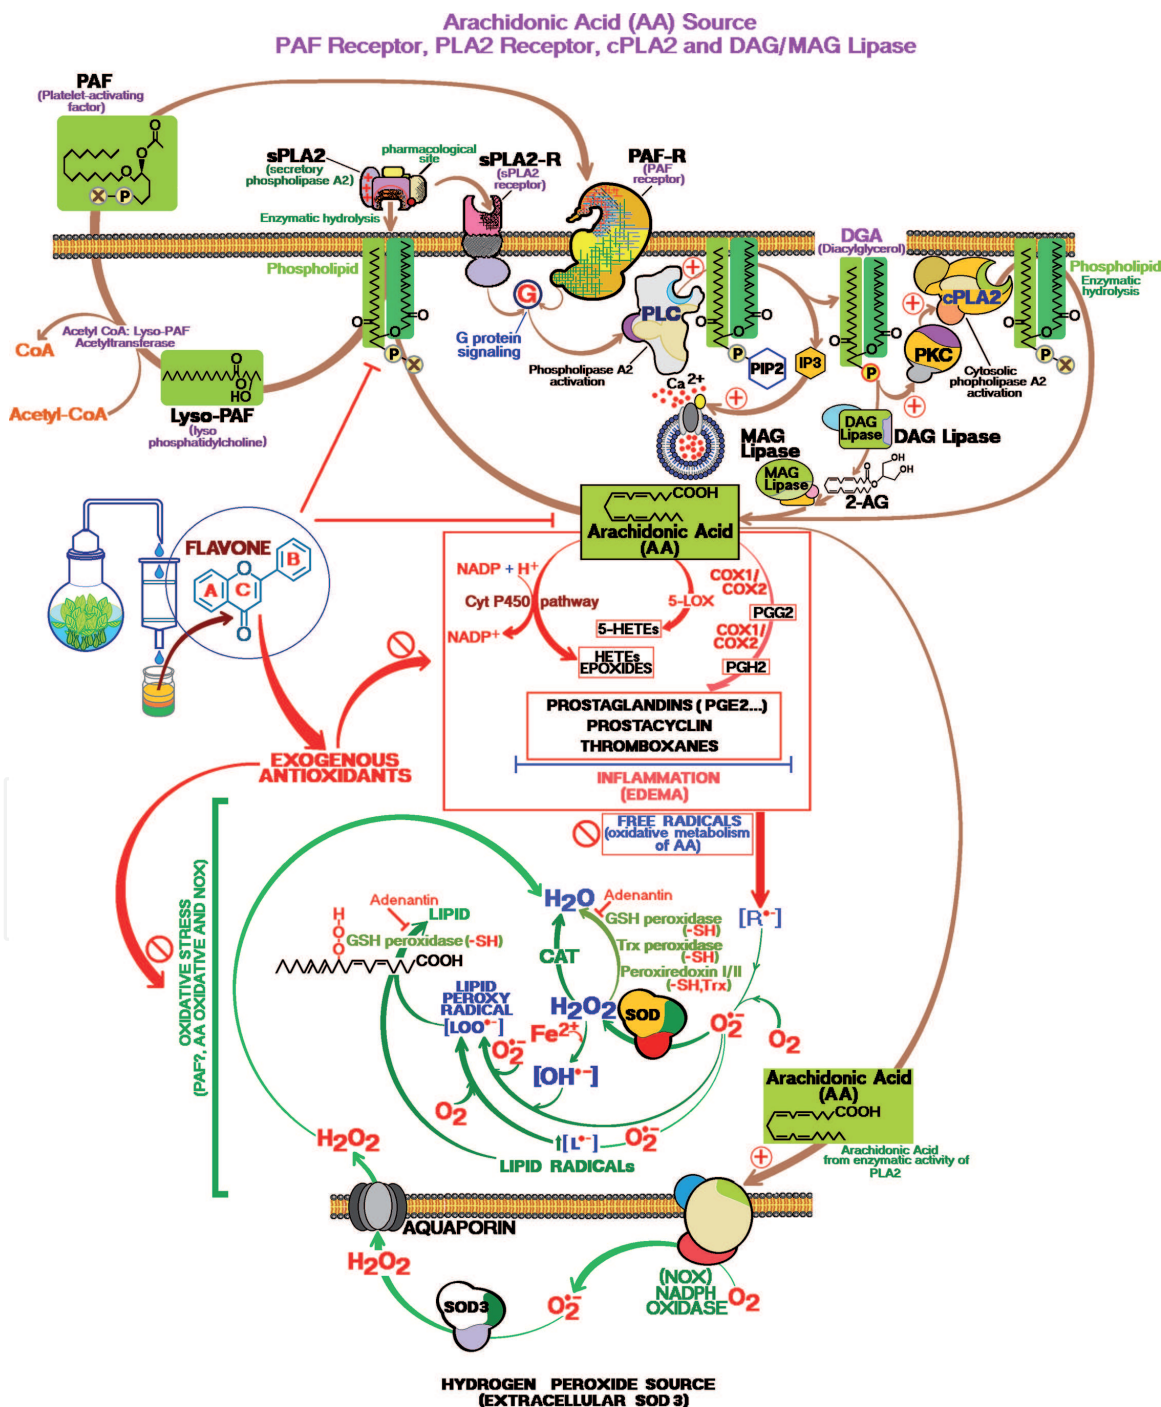 Arachidonic Acid (AA) Source
PAF Receptor, PLA2 Receptor, cPLA2 and DAG/MAG Lipase
PAF
(Platelet-activating
factor)
X
P
sPLA2
(secretory
phospholipase A2)
pharmacological
site
sPLA2-R
(sPLA2
receptor)
PAF-R
(PAF
receptor)
Enzymatic hydrolysis
DGA
(Diacylglycerol)
Phospholipid
Phospholipid
Enzymatic
hydrolysis
cPLA2
PLC
G
G protein
signaling
Phospholipase A2
activation
P
X
P
PIP2
IP3
P
PKC
Cytosolic
phopholipase A2
activation
P
X
Acetyl CoA: Lyso-PAF
Acetyltransferase
CoA
Acetyl-CoA
HO
Lyso-PAF
(lyso
phosphatidylcholine)
Ca 2+
DAG
Lipase
DAG Lipase
MAG
Lipase
MAG
Lipase
OH
OH
2-AG
COOH
Arachidonic Acid
(AA)
FLAVONE
A
B
C
O
O
NADP + H+
Cyt P450 pathway
NADP+
5-LOX
5-HETEs
HETEs
EPOXIDES
COX1/
COX2
PGG2
COX1/
COX2
PGH2
PROSTAGLANDINS ( PGE2...)
PROSTACYCLIN
THROMBOXANES
INFLAMMATION
(EDEMA)
EXOGENOUS
ANTIOXIDANTS
FREE RADICALS
(oxidative metabolism
of AA)
OXIDATIVE STRESS
(PAF?, AA OXIDATIVE AND NOX)
Adenantin
LIPID
H
O
O
GSH peroxidase (-SH)
COOH
H2O
Adenantin
GSH peroxidase
(-SH)
Trx peroxidase
(-SH)
Peroxiredoxin I/II
(-SH,Trx)
[R•-]
CAT
LIPID
PEROXY
RADICAL
[LOO•-]
H2O2
SOD
O2•-
O2
Fe2+
O2•-
[OH•-]
O2
↑[L•-]
O2•-
LIPID RADICALs
H2O2
Arachidonic Acid
(AA)
COOH
Arachidonic Acid
from enzymatic activity of
PLA2
AQUAPORIN
H2O2
SOD3
O2•-
(NOX)
NADPH
OXIDASE
O2
HYDROGEN PEROXIDE SOURCE
(EXTRACELLULAR SOD 3)